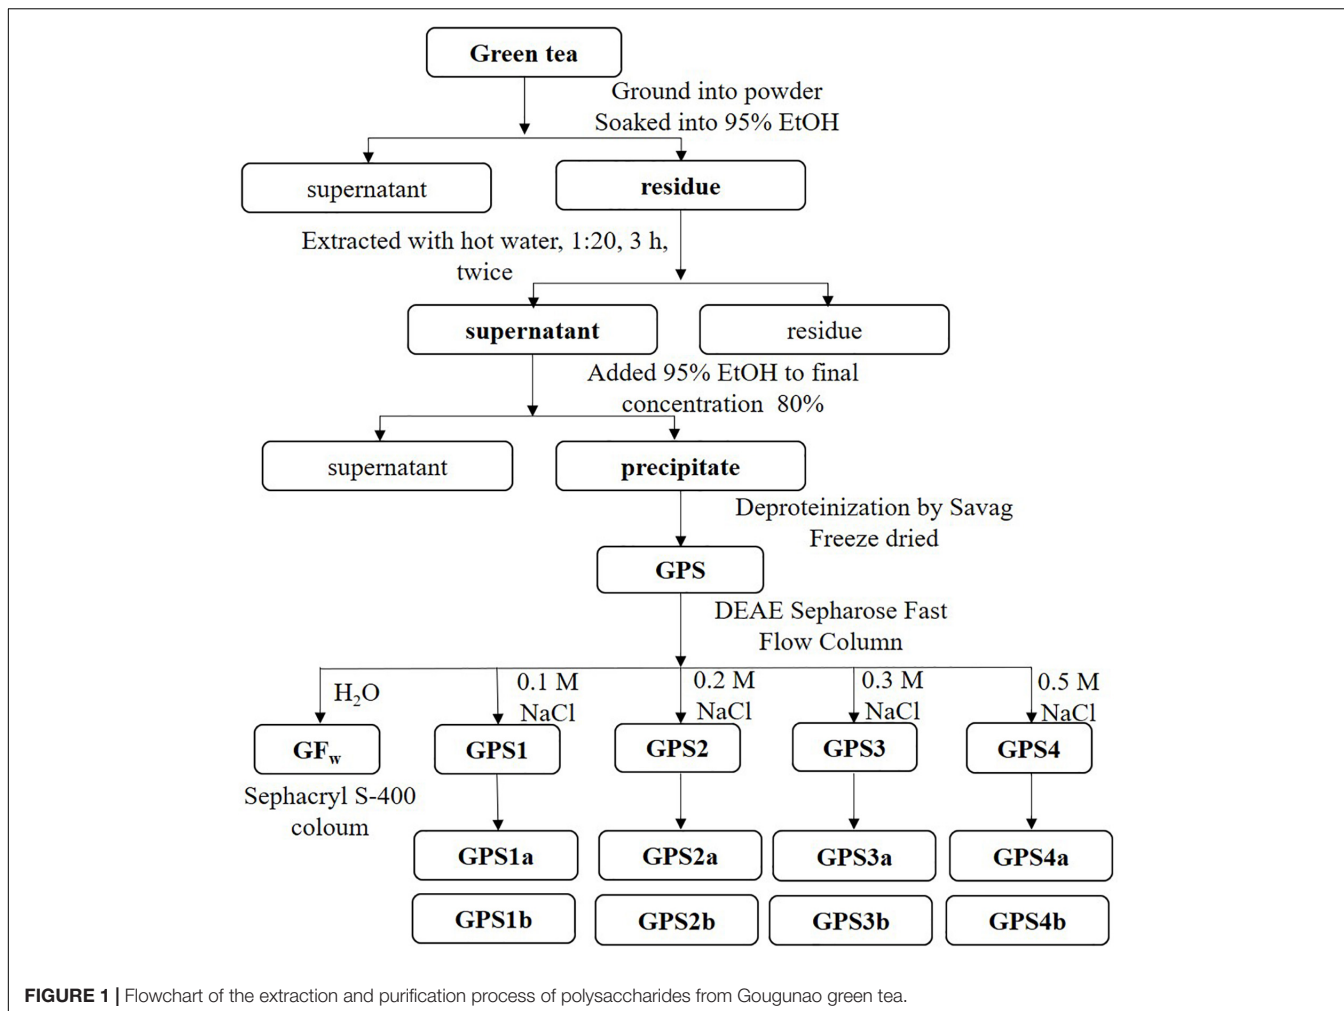 Green tea
Ground into powder
Soaked into 95% EtOH
supernatant
residue
Extracted with hot water, 1:20, 3 h,
twice
supernatant
residue
Added 95% EtOH to final
concentration 80%
supernatant
precipitate
Deproteinization by Savag
Freeze dried
GPS
DEAE Sepharose Fast
Flow Column
H₂O
0.1 M
NaCl
0.2 M
NaCl
0.3 M
NaCl
0.5 M
NaCl
GFw
GPS1
GPS2
GPS3
GPS4
Sephacryl S-400
coloum
GPS1a
GPS2a
GPS3a
GPS4a
GPS1b
GPS2b
GPS3b
GPS4b
FIGURE 1 | Flowchart of the extraction and purification process of polysaccharides from Gougunao green tea.